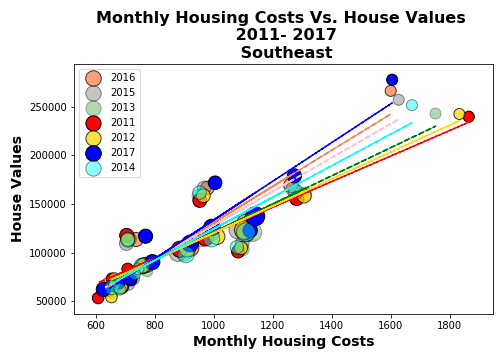 Monthly Housing Costs Vs. House Values
2011- 2017
Southeast
2016
2015
2013
2011
2012
2017
2014
250000
200000
150000
100000
50000
House Values
600 800 1000 1200 1400 1600 1800
Monthly Housing Costs